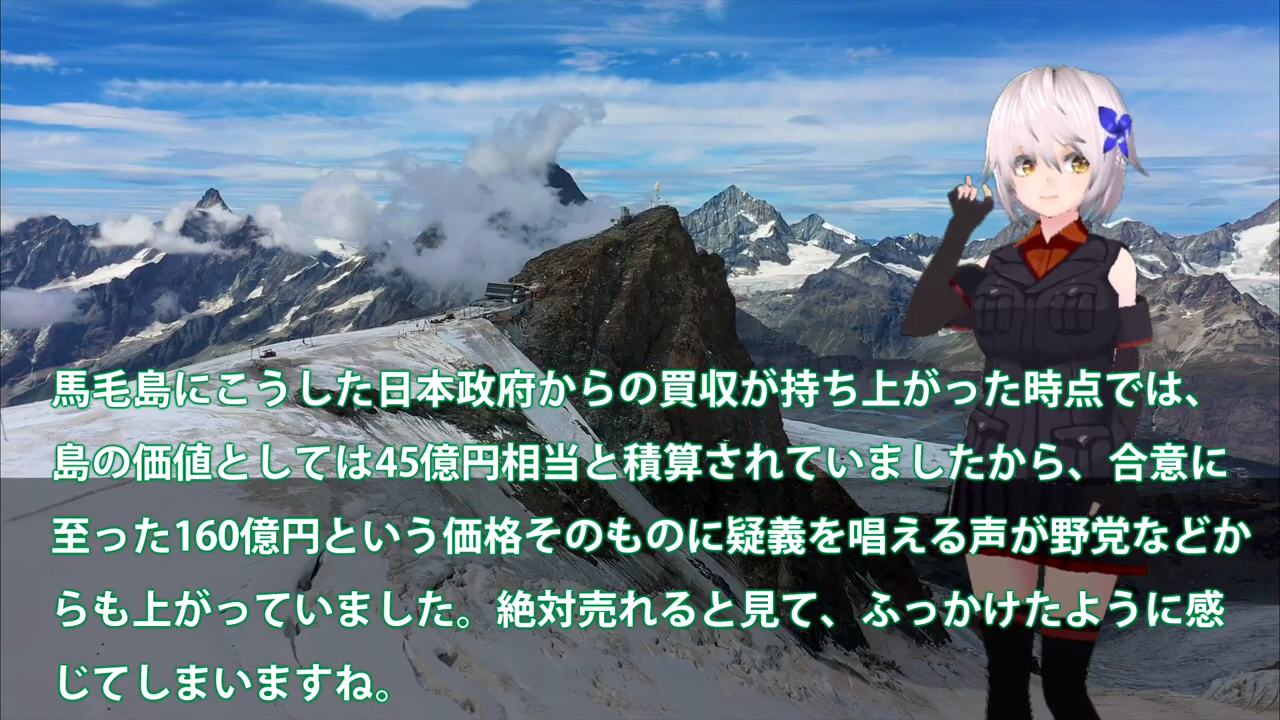 馬毛島にこうした日本政府からの買収が持ち上がった時点では、
島の価値としては45億円相当と積算されていましたから、合意に
至った160億円という価格そのものに疑義を唱える声が野党などか
らも上がっていました。絶対売れると見て、ふっかけたように感
じてしまいますね。